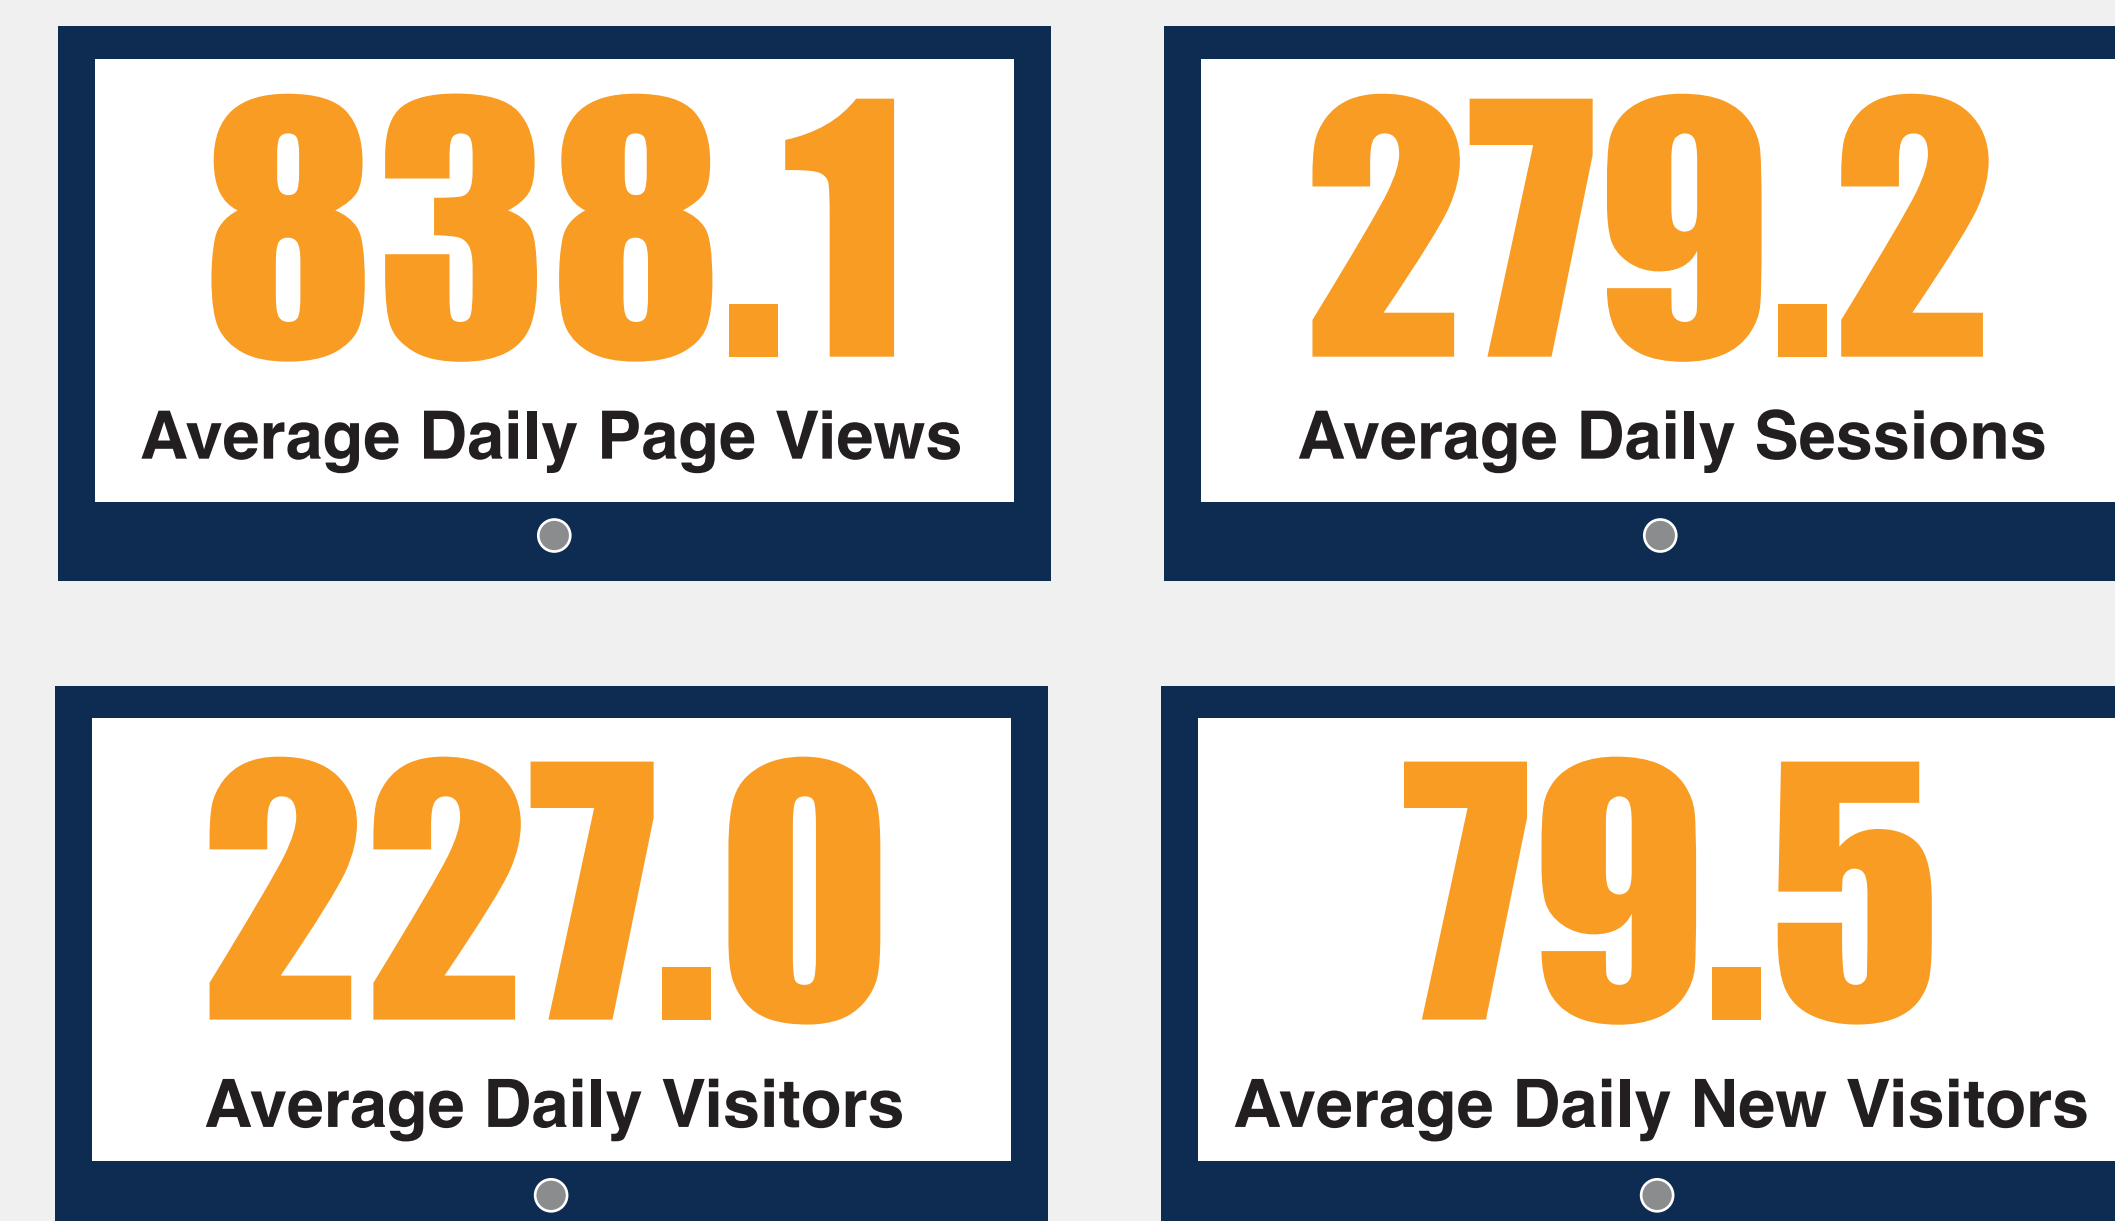 838.1
Average Daily Page Views
279.2
Average Daily Sessions
227.0
Average Daily Visitors
79.5
Average Daily New Visitors